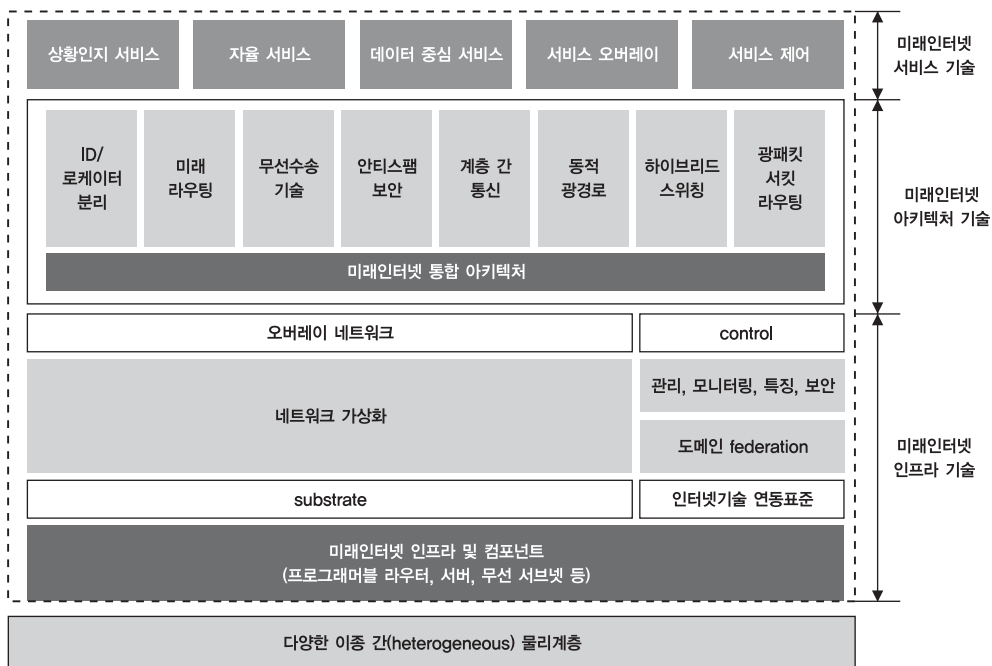 상황인지 서비스
자율 서비스
데이터 중심 서비스
서비스 오버레이
서비스 제어
미래인터넷
서비스 기술
ID/
로케이터
분리
미래
라우팅
무선수송
기술
안티스팸
보안
계층 간
통신
동적
광경로
하이브리드
스위칭
광패킷
서킷
라우팅
미래인터넷 통합 아키텍처
미래인터넷
아키텍처 기술
오버레이 네트워크
control
네트워크 가상화
관리, 모니터링, 특징, 보안
도메인 federation
substrate
인터넷기술 연동표준
미래인터넷 인프라 및 컴포넌트
(프로그래머블 라우터, 서버, 무선 서브넷 등)
미래인터넷
인프라 기술
다양한 이종 간(heterogeneous) 물리계층